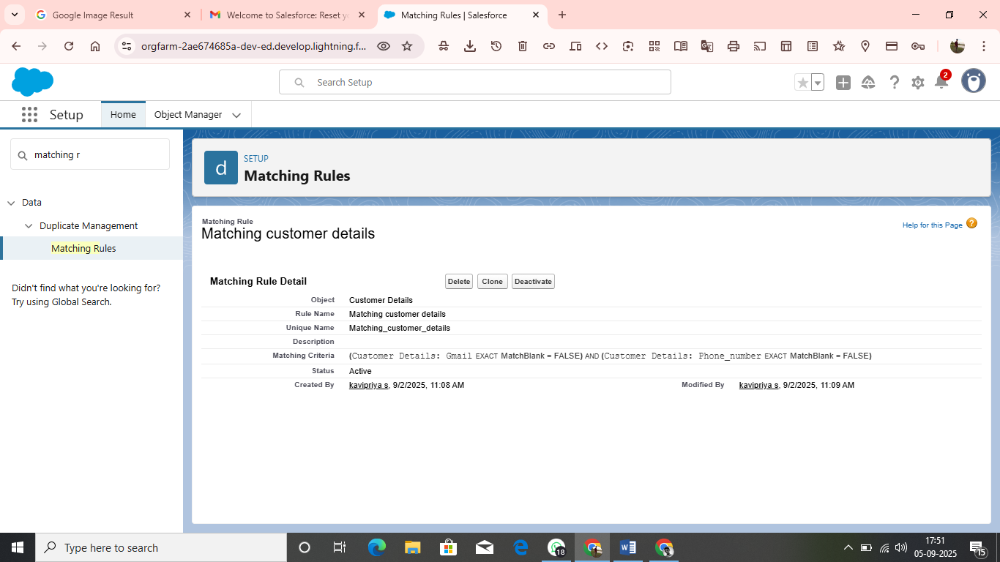 Google Image Result
Welcome to Salesforce: Reset yo
Matching Rules | Salesforce
orgfarm-2ae674685a-dev-ed.develop.lightning.f...
Search Setup
2
Setup
Home
Object Manager
matching r
Data
Duplicate Management
Matching Rules
Didn't find what you're looking for?
Try using Global Search.
d
SETUP
Matching Rules
Matching Rule
Matching customer details
Help for this Page ?
Matching Rule Detail
Delete
Clone
Deactivate
Object Customer Details
Rule Name Matching customer details
Unique Name Matching_customer_details
Description
Matching Criteria (Customer Details: Gmail EXACT MatchBlank = FALSE) AND (Customer Details: Phone_number EXACT MatchBlank = FALSE)
Status Active
Created By kavipriya s, 9/2/2025, 11:08 AM Modified By kavipriya s, 9/2/2025, 11:09 AM
Type here to search
18
17:51
05-09-2025
15